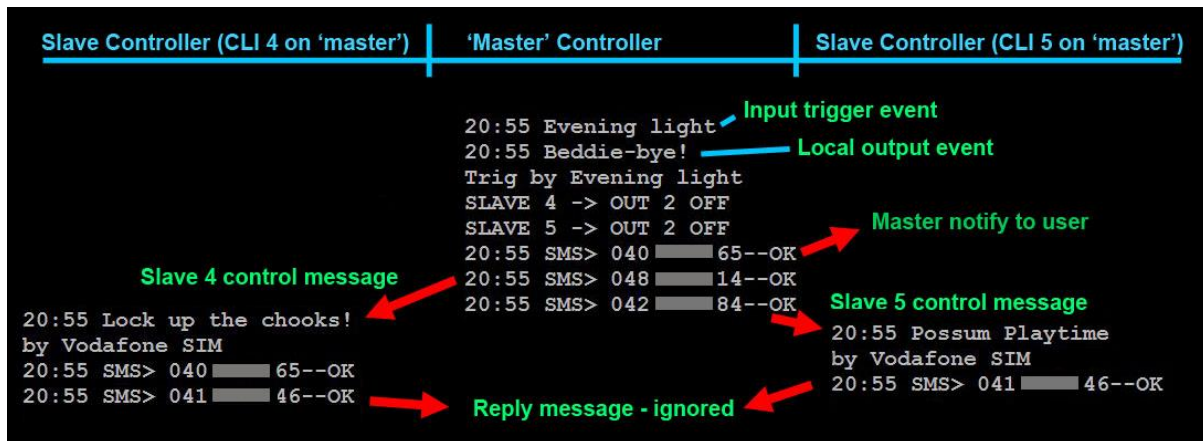 Slave Controller (CLI 4 on ‘master’)
‘Master’ Controller
Slave Controller (CLI 5 on ‘master’)
Input trigger event
20:55 Evening light
20:55 Beddie-bye!
Local output event
Trig by Evening light
SLAVE 4 -> OUT 2 OFF
SLAVE 5 -> OUT 2 OFF
Master notify to user
20:55 SMS> 040 65--OK
20:55 SMS> 048 14--OK
20:55 SMS> 042 84--OK
Slave 4 control message
20:55 Lock up the chooks!
by Vodafone SIM
20:55 SMS> 040 65--OK
20:55 SMS> 041 46--OK
Slave 5 control message
20:55 Possum Playtime
by Vodafone SIM
20:55 SMS> 041 46--OK
Reply message - ignored